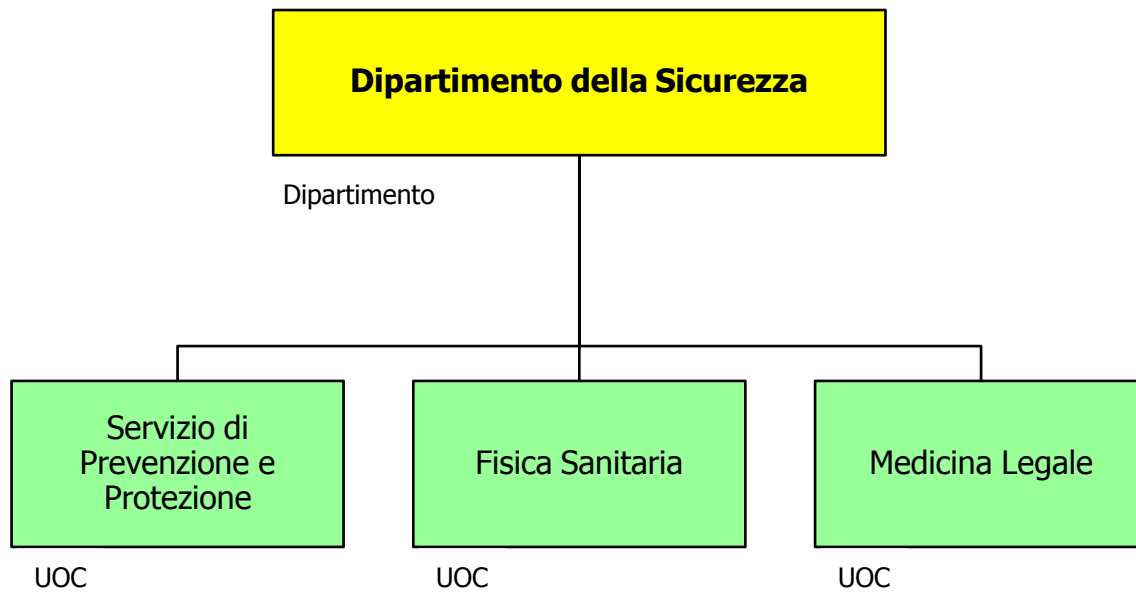 Dipartimento della Sicurezza
Dipartimento
Servizio di
Prevenzione e
Protezione
Fisica Sanitaria
Medicina Legale
UOC
UOC
UOC